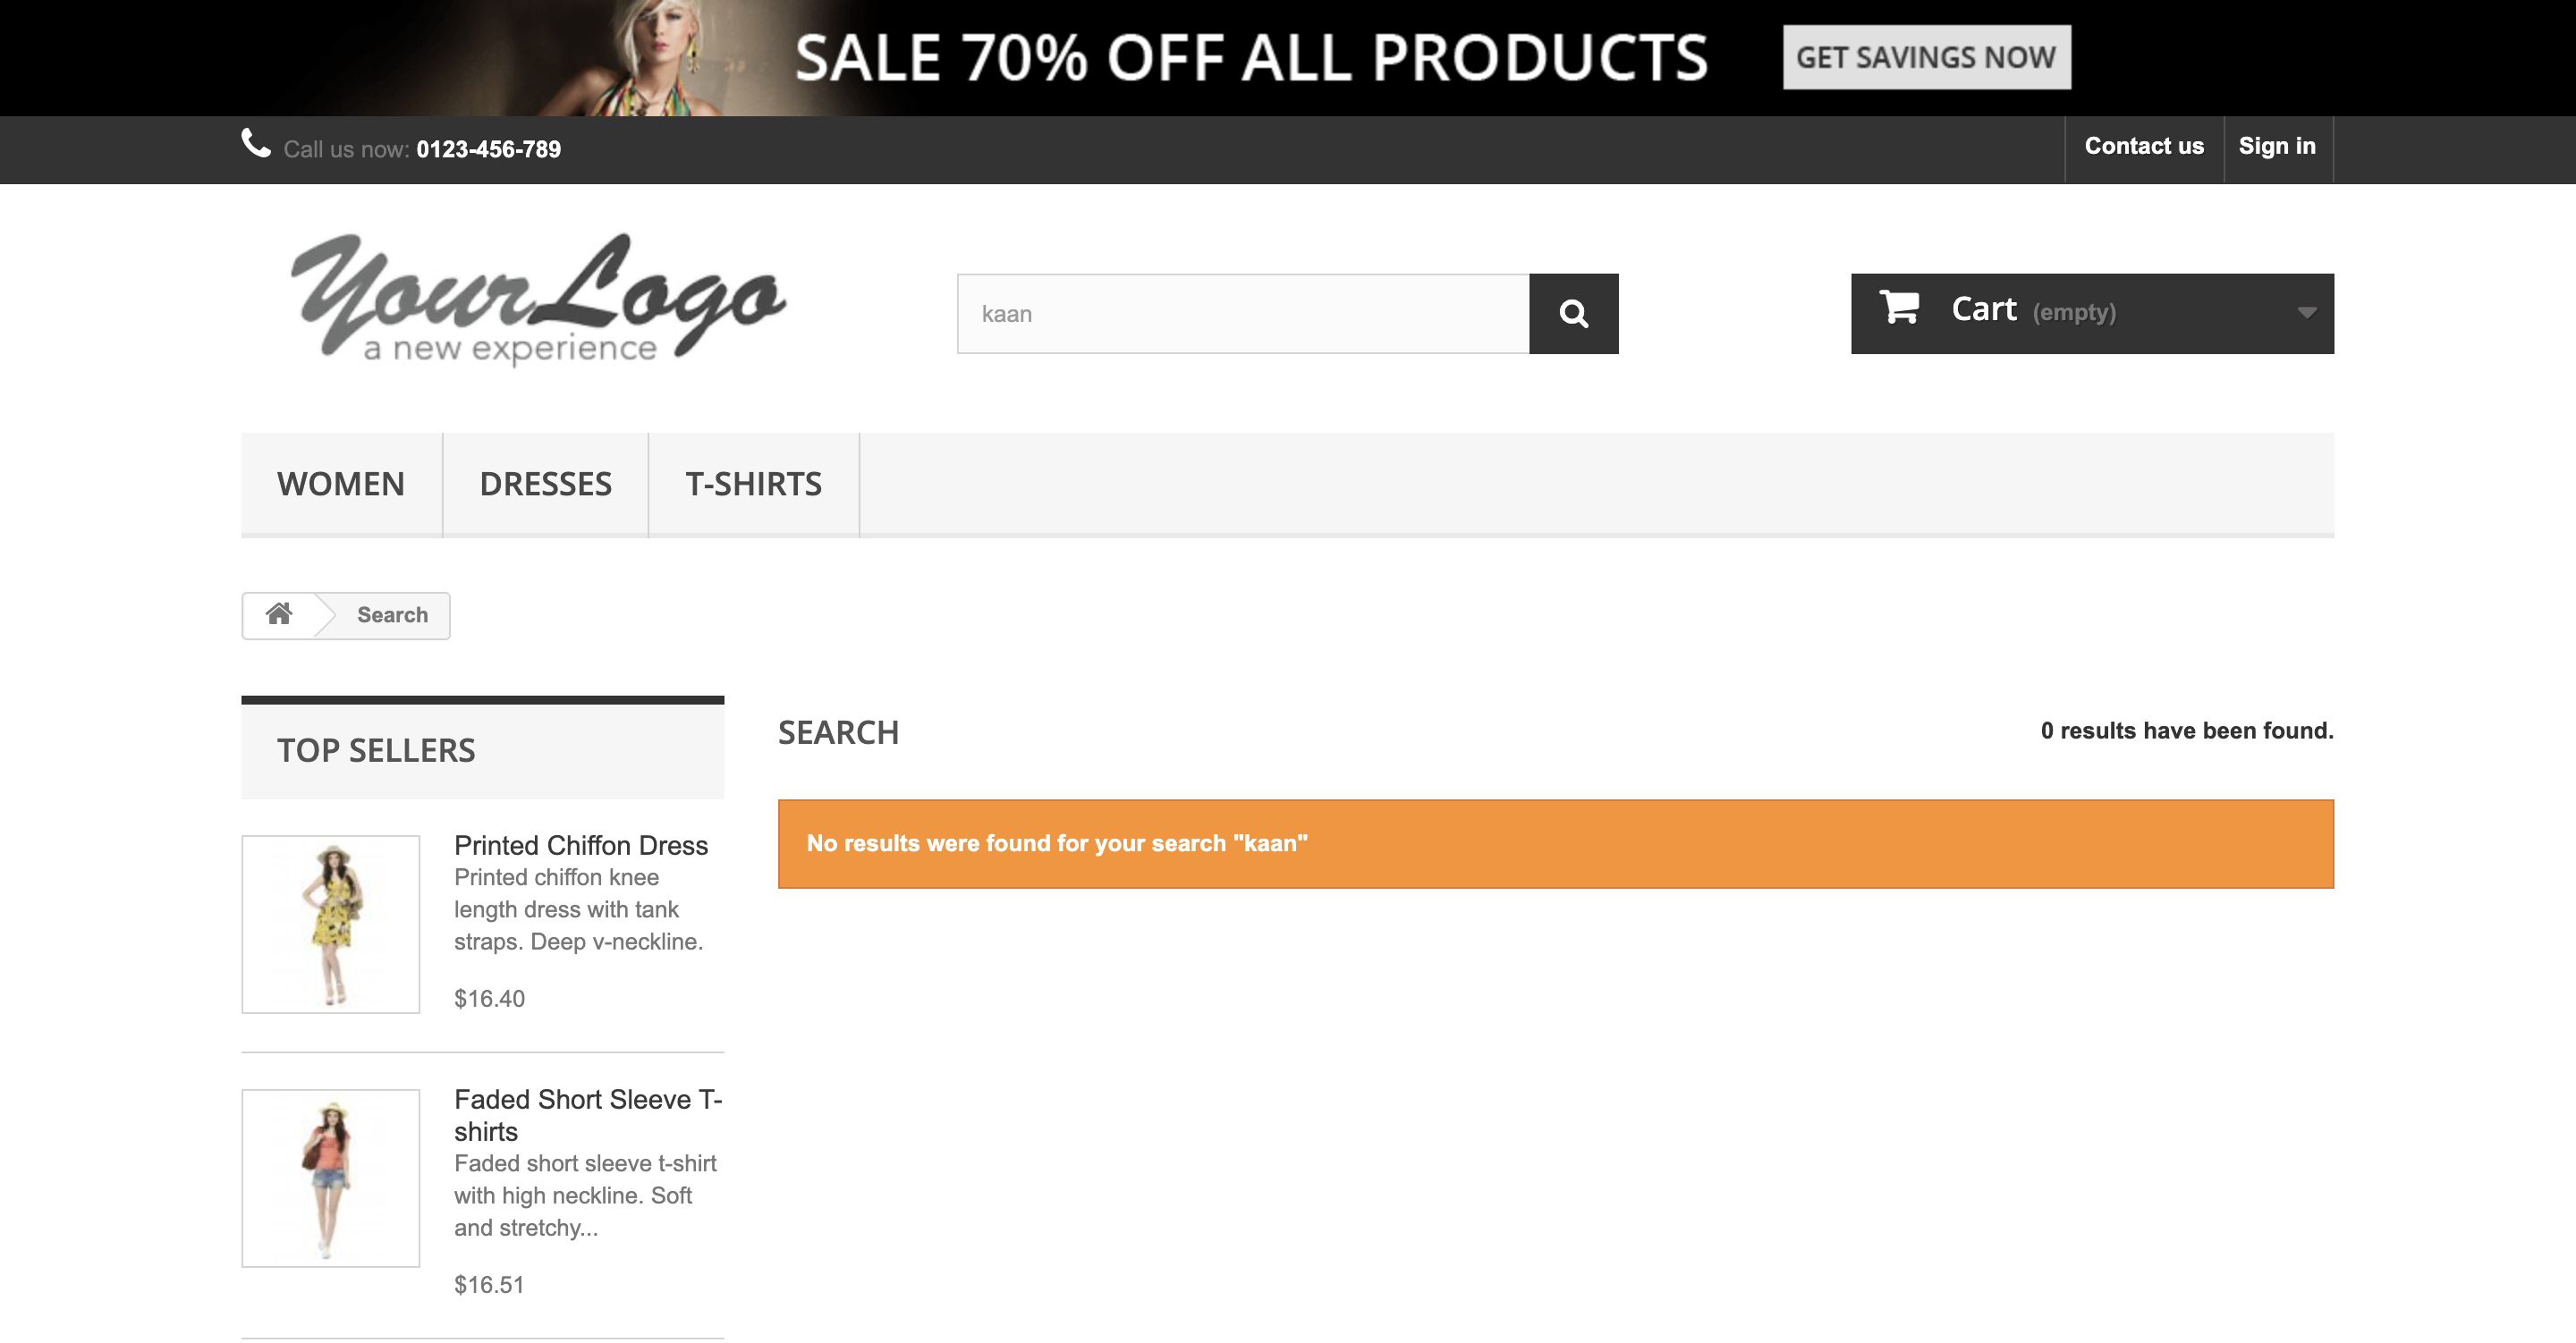 SALE 70% OFF ALL PRODUCTS
GET SAVINGS NOW
Call us now: 0123-456-789
Contact us
Sign in
YourLogo
a new experience
kaan
Cart (empty)
WOMEN
DRESSES
T-SHIRTS
Search
TOP SELLERS
Printed Chiffon Dress
Printed chiffon knee
length dress with tank
straps. Deep v-neckline.
$16.40
Faded Short Sleeve T-
shirts
Faded short sleeve t-shirt
with high neckline. Soft
and stretchy...
$16.51
SEARCH
0 results have been found.
No results were found for your search "kaan"